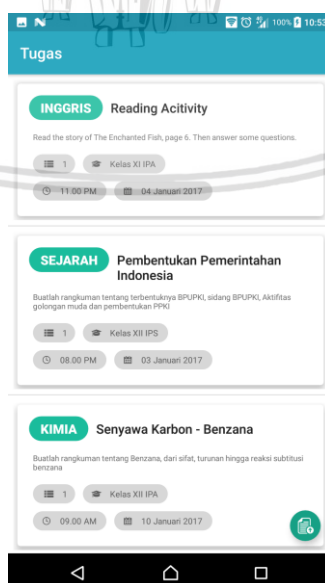 100% 10:53
Tugas
INGGRIS Reading Acitivity
Read the story of The Enchanted Fish, page 6. Then answer some questions.
1 Kelas XI IPA
11.00 PM 04 Januari 2017
SEJARAH Pembentukan Pemerintahan
Indonesia
Buatlah rangkuman tentang terbentuknya BPUPKI, sidang BPUPKI, Aktifitas
golongan muda dan pembentukan PPKI
1 Kelas XII IPS
08.00 PM 03 Januari 2017
KIMIA Senyawa Karbon - Benzana
Buatlah rangkuman tentang Benzana, dari sifat, turunan hingga reaksi subtitusi
benzana
1 Kelas XII IPA
09.00 AM 10 Januari 2017